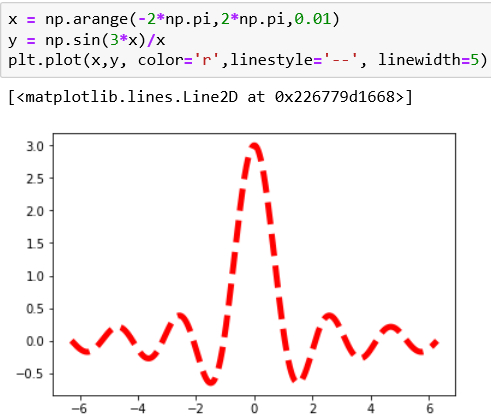 x = np.arange(-2*np.pi,2*np.pi,0.01)
y = np.sin(3*x)/x
plt.plot(x,y, color='r',linestyle='--', linewidth=5)
[<matplotlib.lines.Line2D at 0x226779d1668>]
3.0
2.5
2.0
1.5
1.0
0.5
0.0
−0.5
−6 −4 −2 0 2 4 6